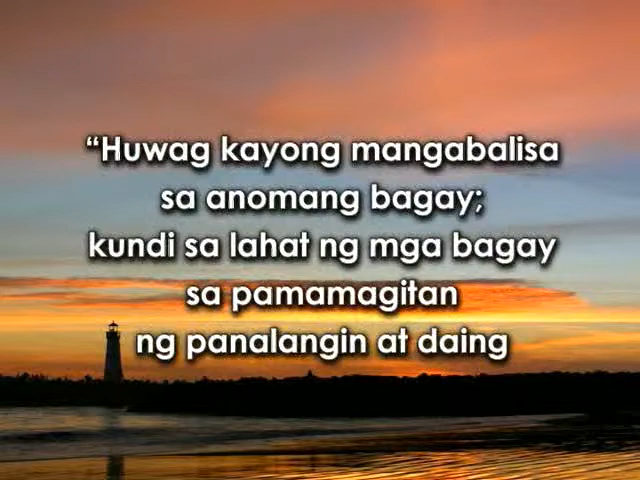 “Huwag kayong mangabalisa
sa anomang bagay;
kundi sa lahat ng mga bagay
sa pamamagitan
ng panalangin at daing